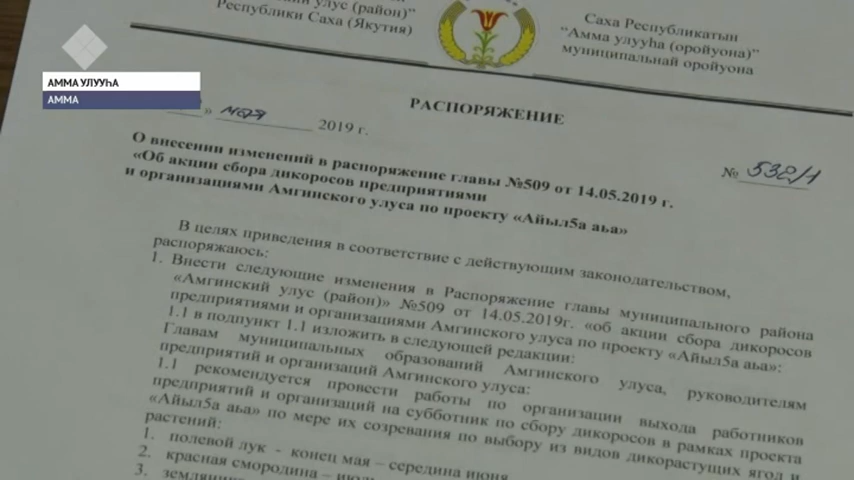 улус (район)"
Республики Саха (Якутия)
Саха Республикатын
"Амма улууһа (оройуона)"
муниципальнай оройуона
АММА УЛУУҺА
АММА
РАСПОРЯЖЕНИЕ
» мая 2019 г.
№ 532/1
О внесении изменений в распоряжение главы №509 от 14.05.2019 г.
«Об акции сбора дикоросов предприятиями
и организациями Амгинского улуса по проекту «Айыл5а аьа»
В целях приведения в соответствие с действующим законодательством,
распоряжаюсь:
1. Внести следующие изменения в Распоряжение главы муниципального района
«Амгинский улус (район)» №509 от 14.05.2019г. «об акции сбора дикоросов
предприятиями и организациями Амгинского улуса по проекту «Айыл5а аьа»:
1.1 в подпункт 1.1 изложить в следующей редакции:
Главам муниципальных образований Амгинского улуса, руководителям
предприятий и организаций Амгинского улуса:
1.1 рекомендуется провести работы по организации выхода работников
предприятий и организаций на субботник по сбору дикоросов в рамках проекта
«Айыл5а аьа» по мере их созревания по выбору из видов дикорастущих ягод и
растений:
1. полевой лук - конец мая – середина июня
2. красная смородина –
3.